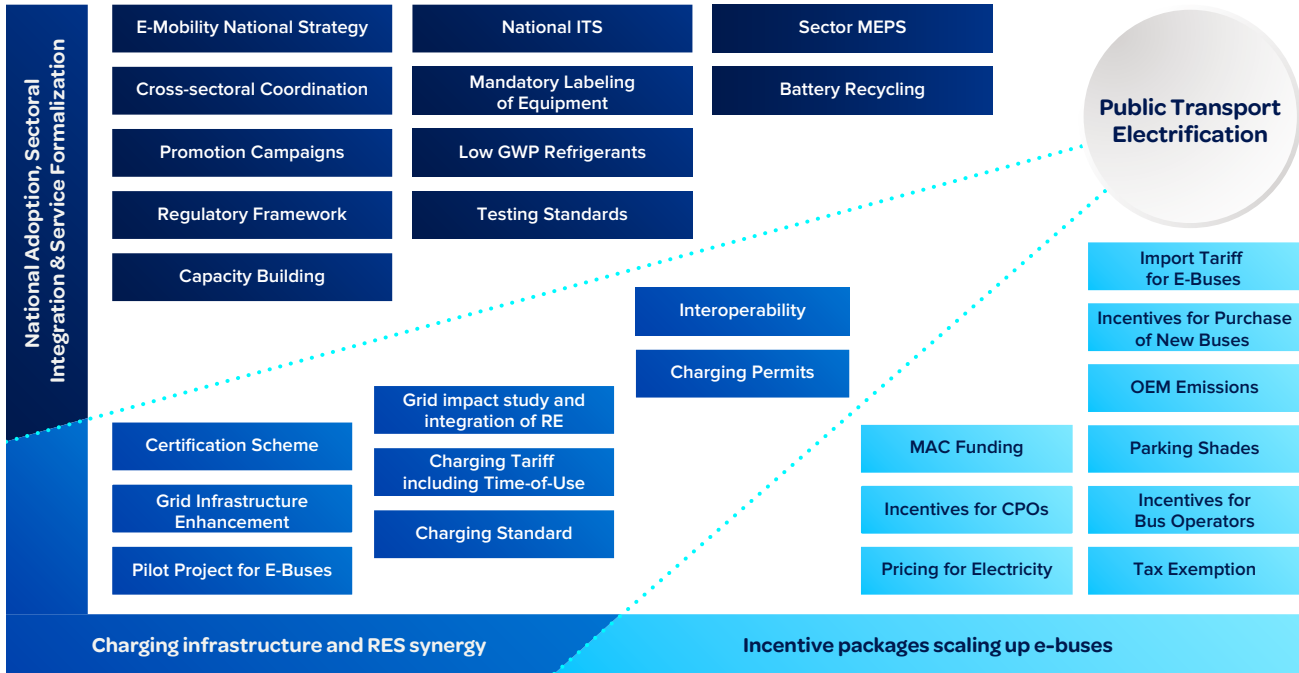 National Adoption, Sectoral
Integration & Service Formalization
E-Mobility National Strategy
Cross-sectoral Coordination
Promotion Campaigns
Regulatory Framework
Capacity Building
National ITS
Mandatory Labeling
of Equipment
Low GWP Refrigerants
Testing Standards
Sector MEPS
Battery Recycling
Public Transport
Electrification
Certification Scheme
Grid Infrastructure
Enhancement
Pilot Project for E-Buses
Grid impact study and
integration of RE
Charging Tariff
including Time-of-Use
Charging Standard
Interoperability
Charging Permits
MAC Funding
Incentives for CPOs
Pricing for Electricity
Import Tariff
for E-Buses
Incentives for Purchase
of New Buses
OEM Emissions
Parking Shades
Incentives for
Bus Operators
Tax Exemption
Charging infrastructure and RES synergy
Incentive packages scaling up e-buses